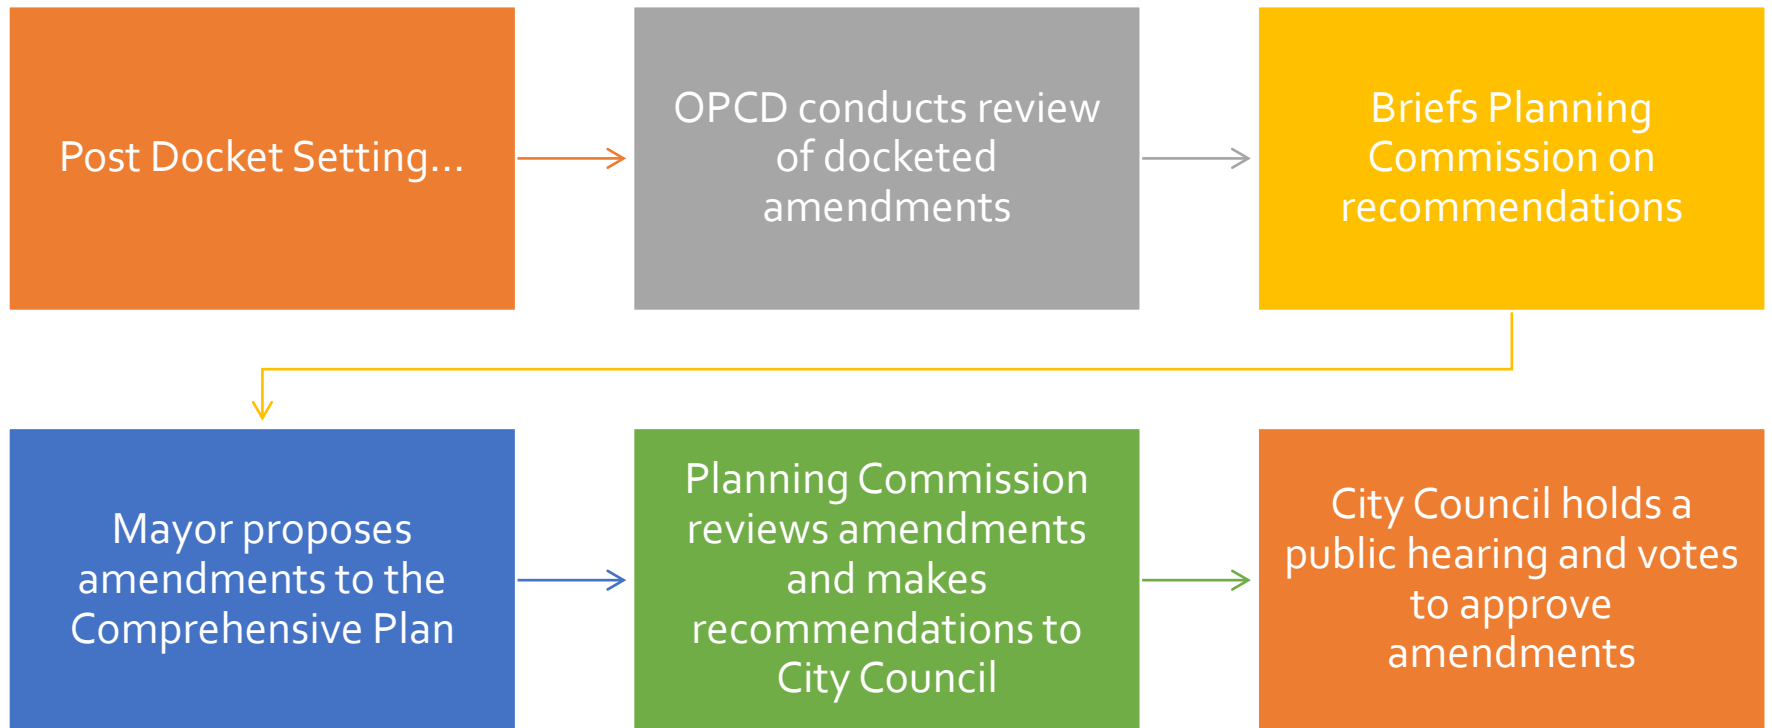 Post Docket Setting...
OPCD conducts review
of docketed
amendments
Briefs Planning
Commission on
recommendations
Mayor proposes
amendments to the
Comprehensive Plan
Planning Commission
reviews amendments
and makes
recommendations to
City Council
City Council holds a
public hearing and votes
to approve
amendments